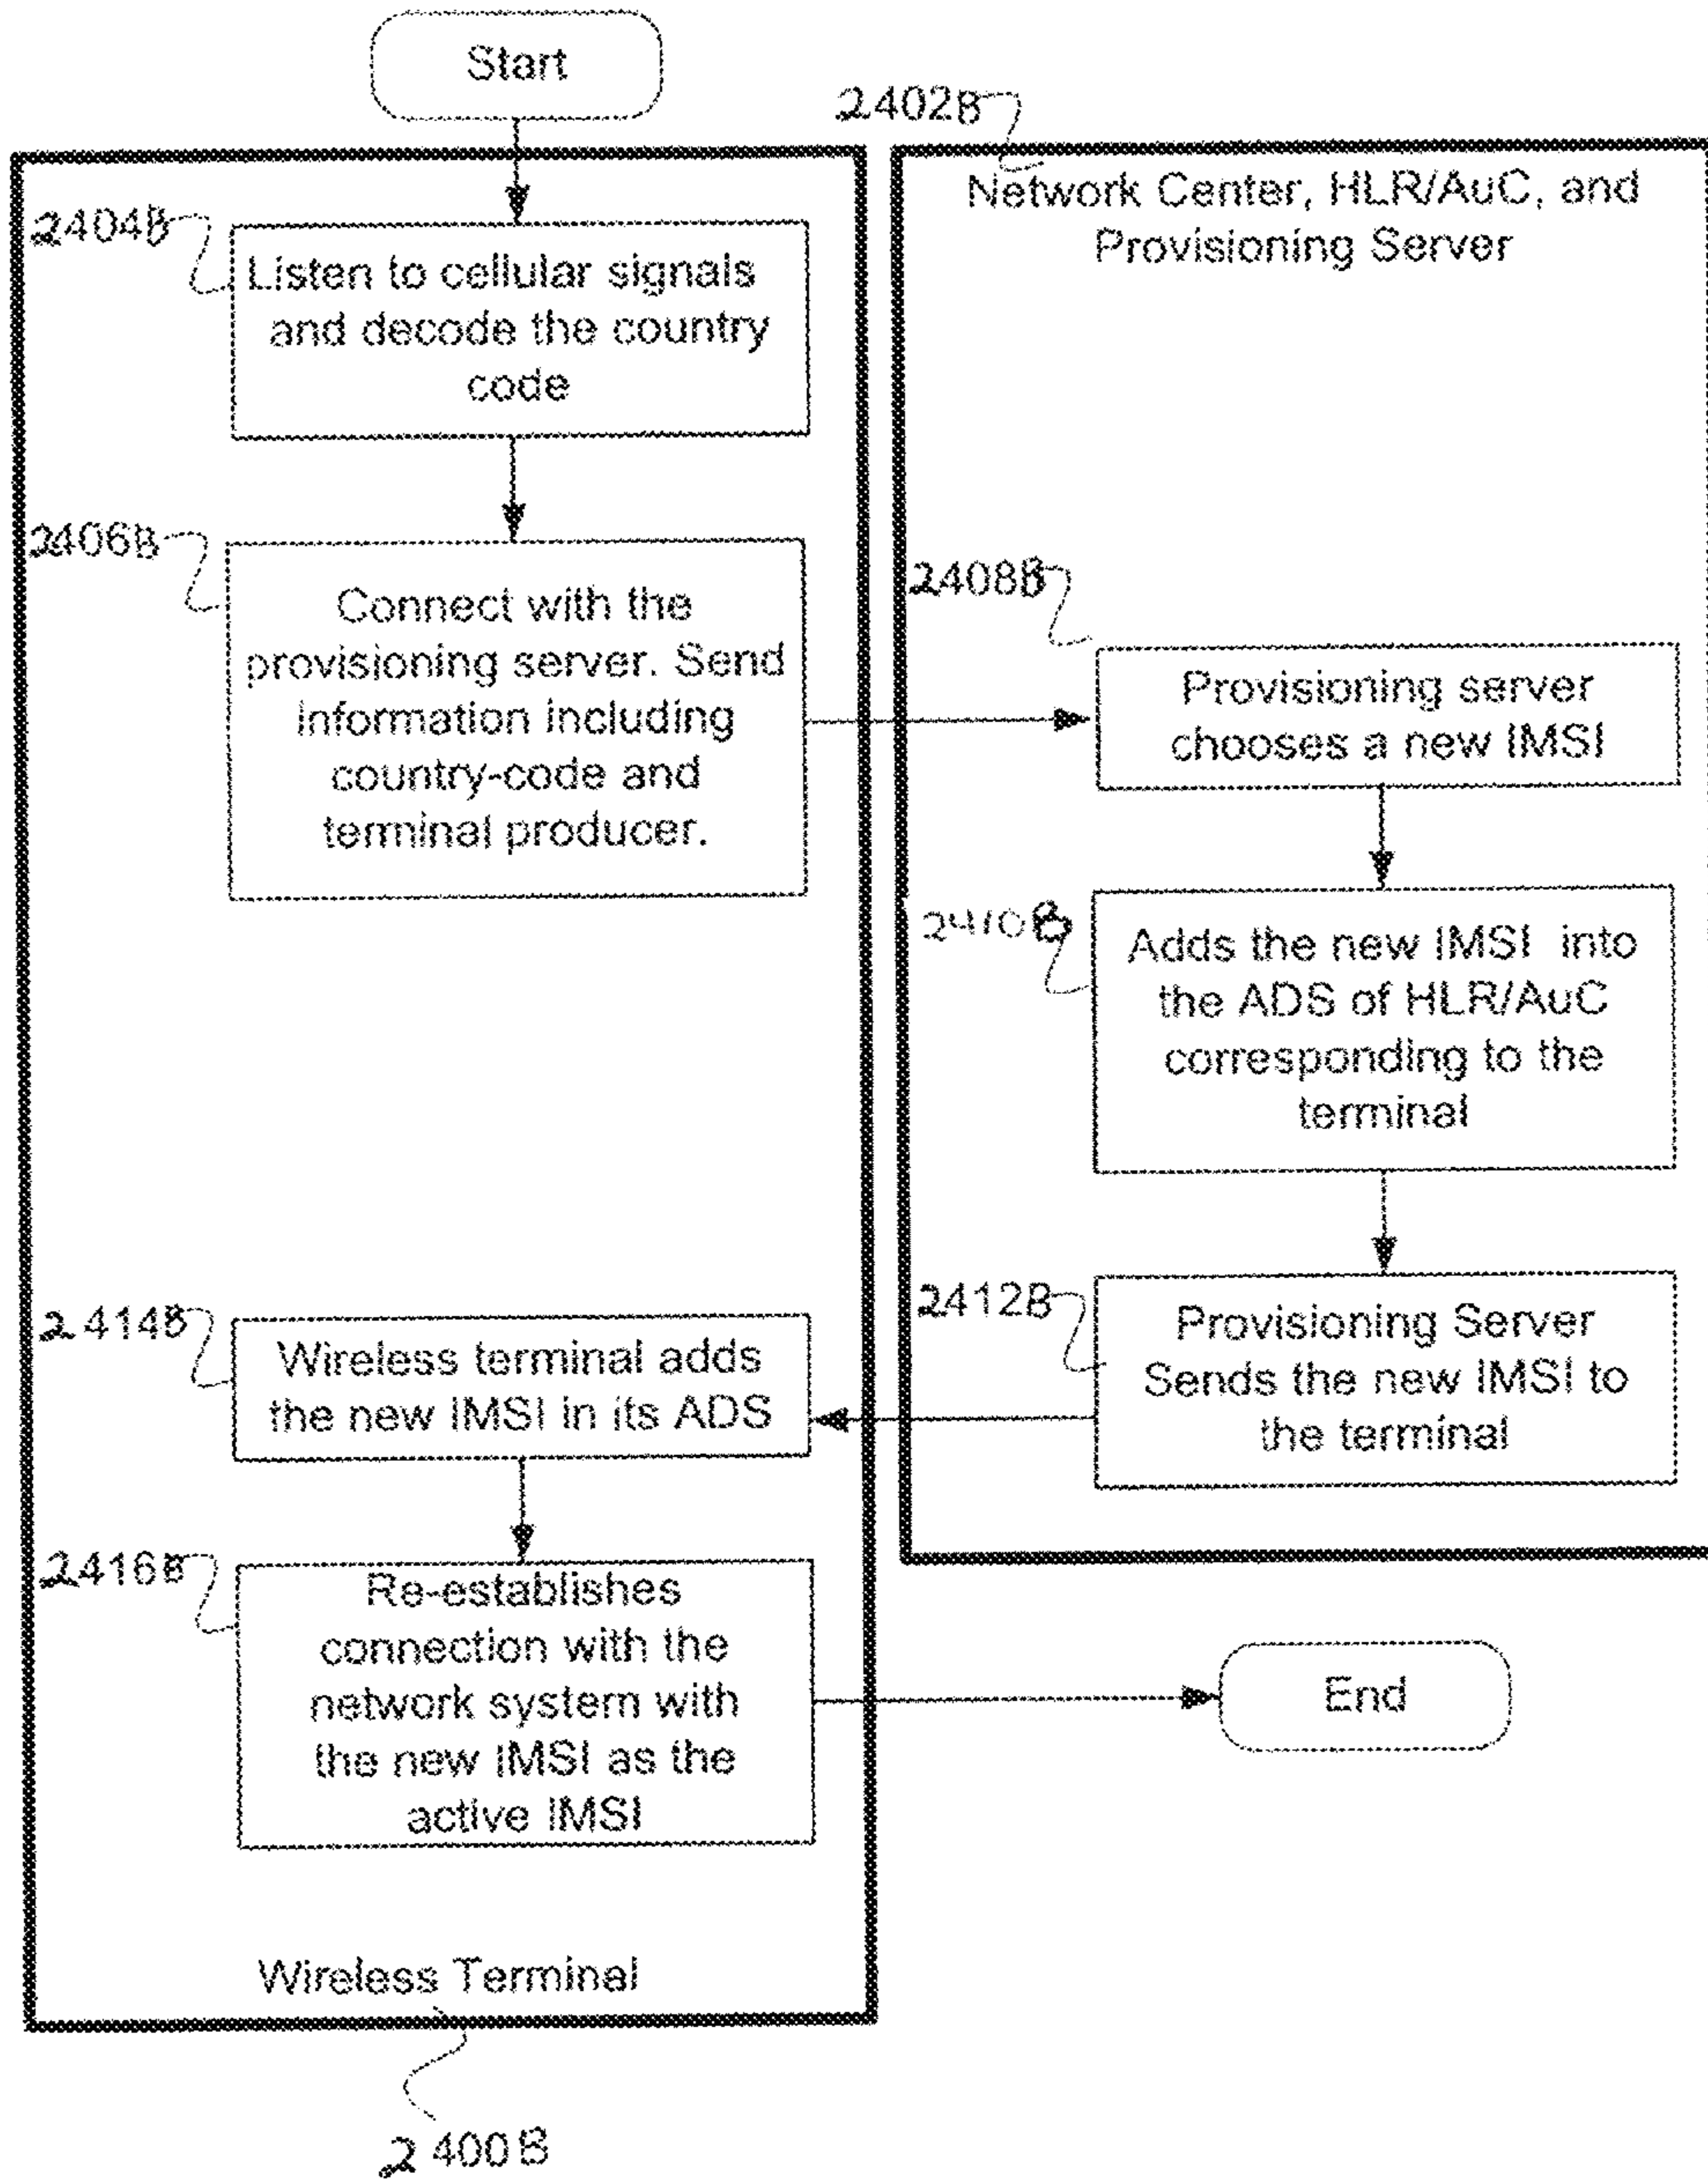 Start
2402B
Network Center, HLR/AuC, and
Provisioning Server
2404B
Listen to cellular signals
and decode the country
code
2406B
Connect with the
provisioning server. Send
information including
country-code and
terminal producer.
2408B
Provisioning server
chooses a new IMSI
2410B
Adds the new IMSI into
the ADS of HLR/AuC
corresponding to the
terminal
2412B
Provisioning Server
Sends the new IMSI to
the terminal
2414B
Wireless terminal adds
the new IMSI in its ADS
2416B
Re-establishes
connection with the
network system with
the new IMSI as the
active IMSI
End
Wireless Terminal
2400B